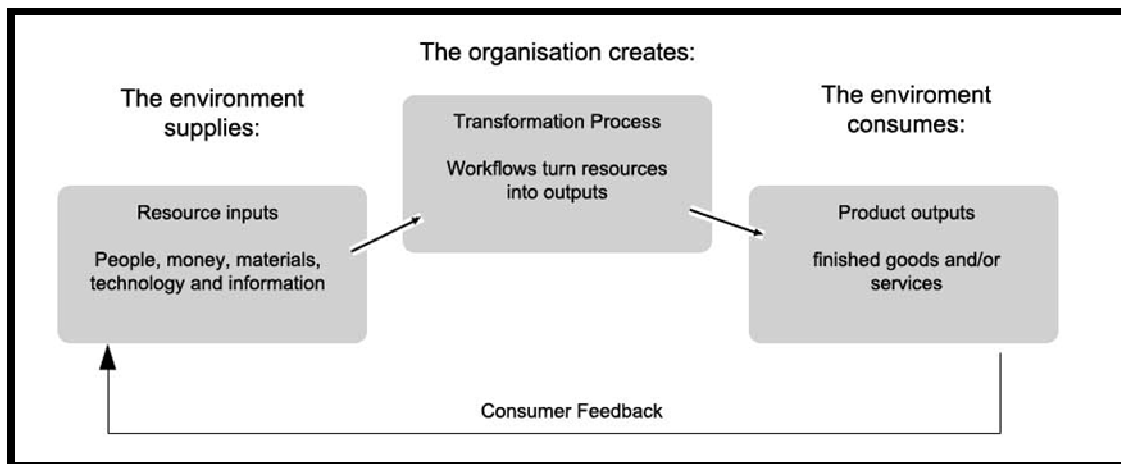 The organisation creates:
The environment
supplies:
The enviroment
consumes:
Transformation Process
Workflows turn resources
into outputs
Resource inputs
People, money, materials,
technology and information
Product outputs
finished goods and/or
services
Consumer Feedback